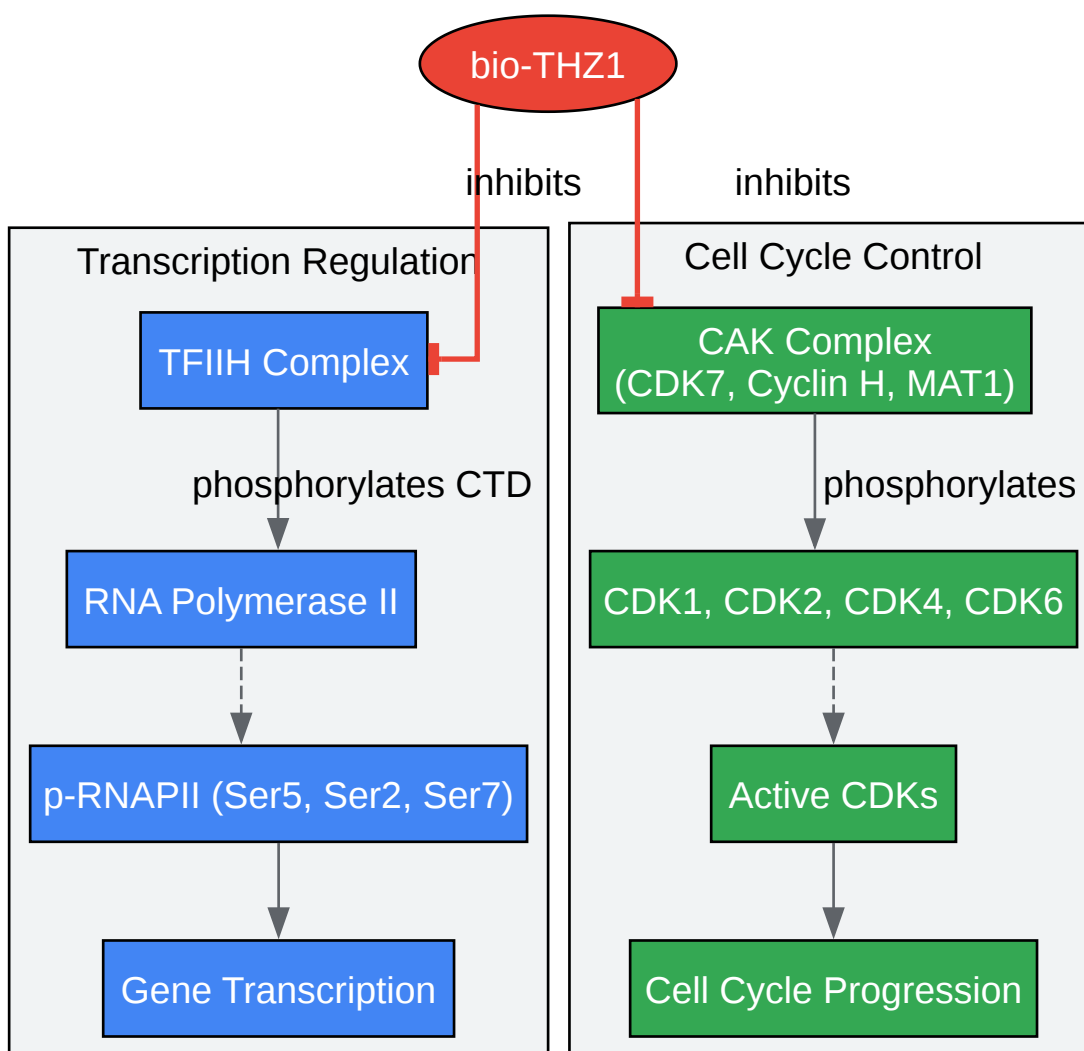 bio-THZ1
inhibits
inhibits
Transcription Regulation
TFIIH Complex
phosphorylates CTD
RNA Polymerase II
p-RNAPII (Ser5, Ser2, Ser7)
Gene Transcription
Cell Cycle Control
CAK Complex
(CDK7, Cyclin H, MAT1)
phosphorylates
CDK1, CDK2, CDK4, CDK6
Active CDKs
Cell Cycle Progression